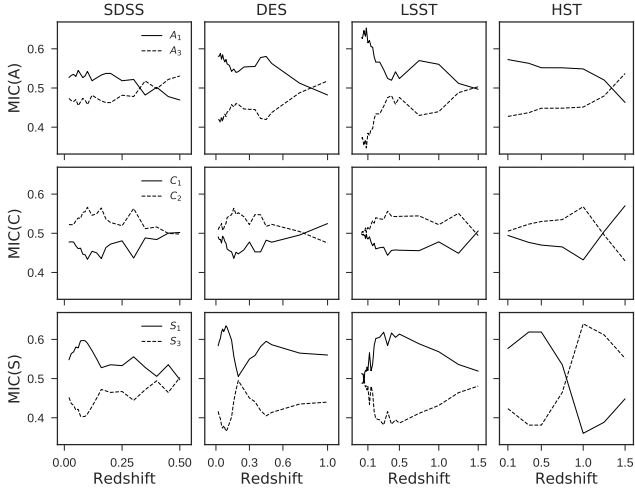 SDSS DES LSST HST
MIC(A)
0.6
0.5
0.4
A1
A3
MIC(C)
0.6
0.5
0.4
C1
C2
MIC(S)
0.6
0.5
0.4
S1
S3
0.00 0.25 0.50 0.0 0.3 0.6 1.0 0.1 0.5 1.0 1.5 0.1 0.5 1.0 1.5
Redshift Redshift Redshift Redshift